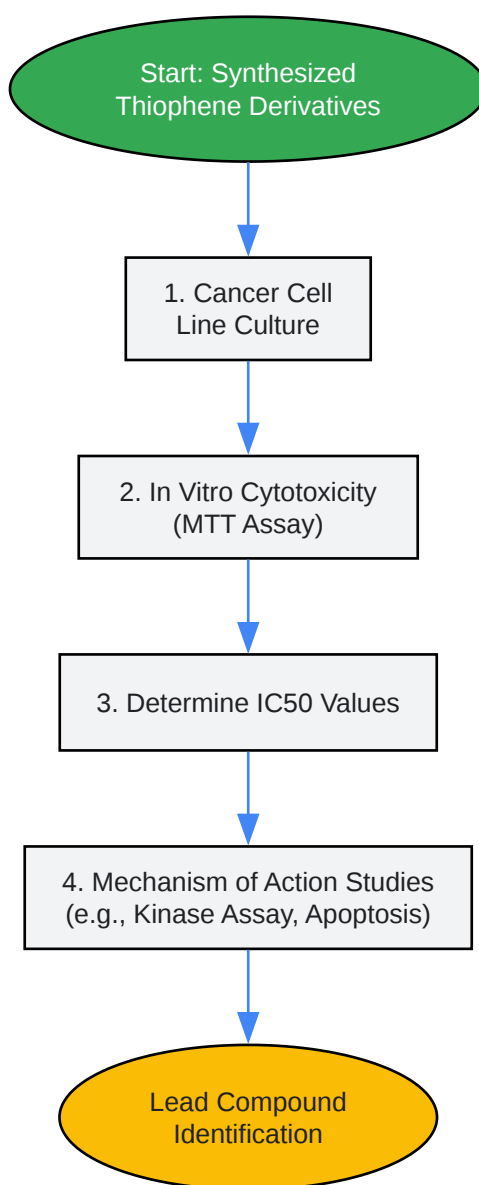 Start: Synthesized
Thiophene Derivatives
1. Cancer Cell
Line Culture
2. In Vitro Cytotoxicity
(MTT Assay)
3. Determine IC50 Values
4. Mechanism of Action Studies
(e.g., Kinase Assay, Apoptosis)
Lead Compound
Identification